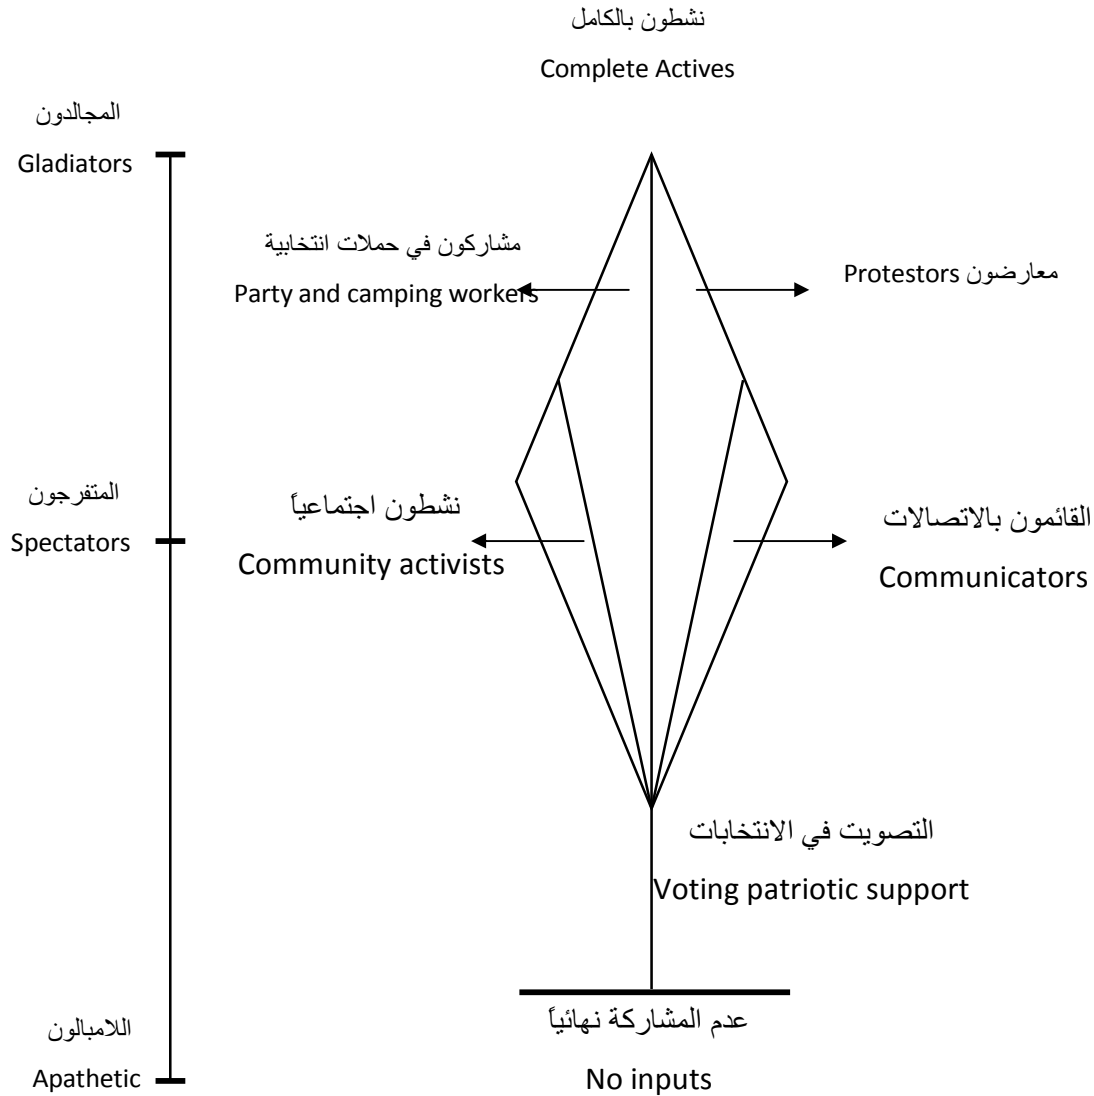 نشطون بالكامل
Complete Actives
المجالدون
Gladiators
مشاركون في حملات انتخابية
Party and camping workers
معارضون Protestors
المتفرجون
Spectators
نشطون اجتماعياً
Community activists
القائمون بالاتصالات
Communicators
التصويت في الانتخابات
Voting patriotic support
عدم المشاركة نهائياً
No inputs
اللامبالون
Apathetic